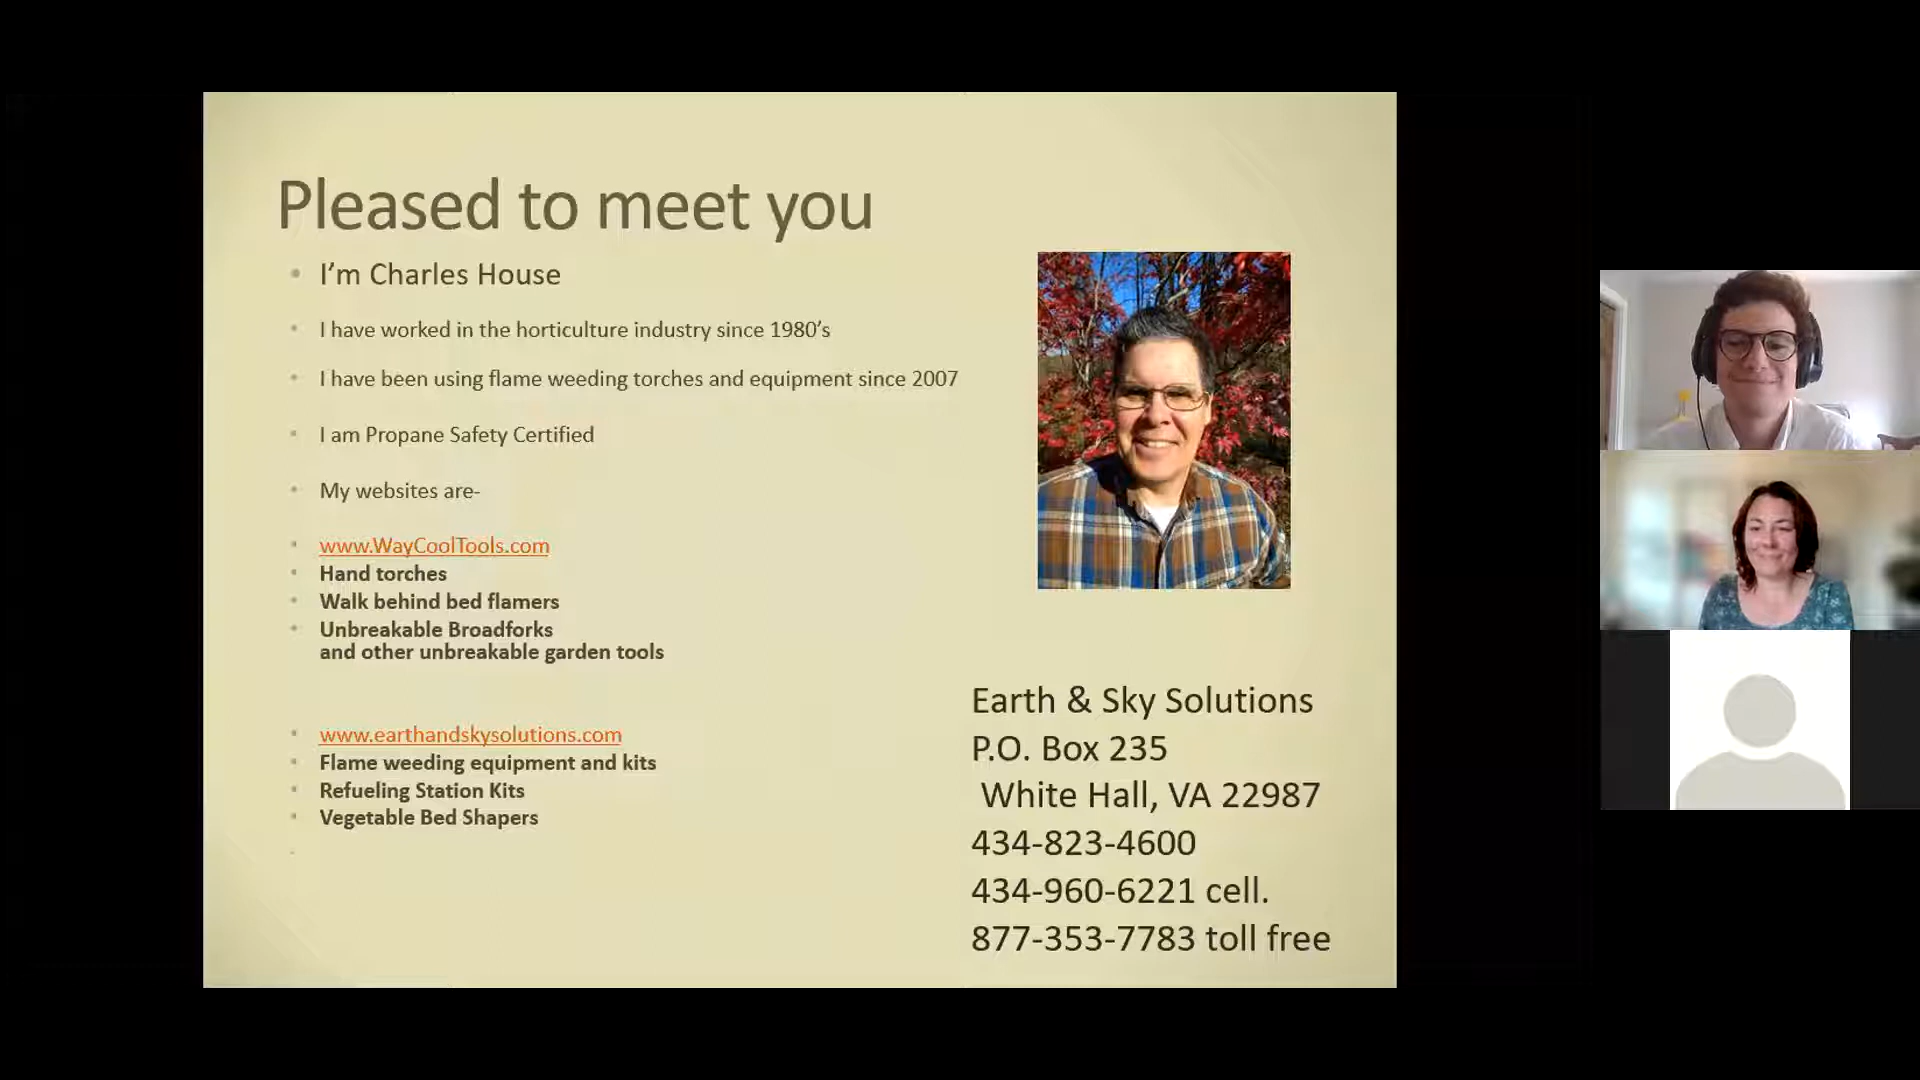 Pleased to meet you
I’m Charles House
I have worked in the horticulture industry since 1980’s
I have been using flame weeding torches and equipment since 2007
I am Propane Safety Certified
My websites are-
www.WayCoolTools.com
Hand torches
Walk behind bed flamers
Unbreakable Broadforks
and other unbreakable garden tools
www.earthandskysolutions.com
Flame weeding equipment and kits
Refueling Station Kits
Vegetable Bed Shapers
Earth & Sky Solutions
P.O. Box 235
White Hall, VA 22987
434-823-4600
434-960-6221 cell.
877-353-7783 toll free